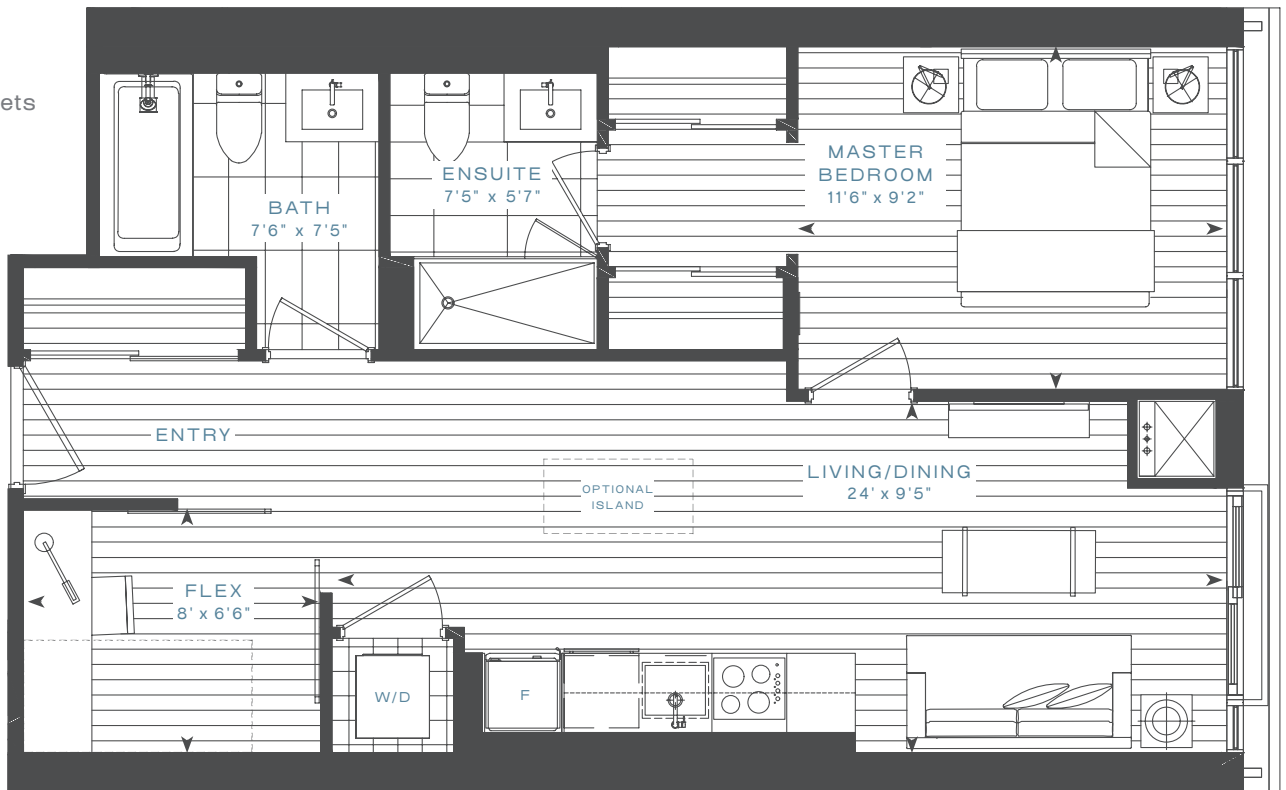 ets
MASTER
BEDROOM
11'6" x 9'2"
ENSUITE
7'5" x 5'7"
BATH
7'6" x 7'5"
ENTRY
LIVING/DINING
24' x 9'5"
OPTIONAL
ISLAND
FLEX
8' x 6'6"
W/D
F